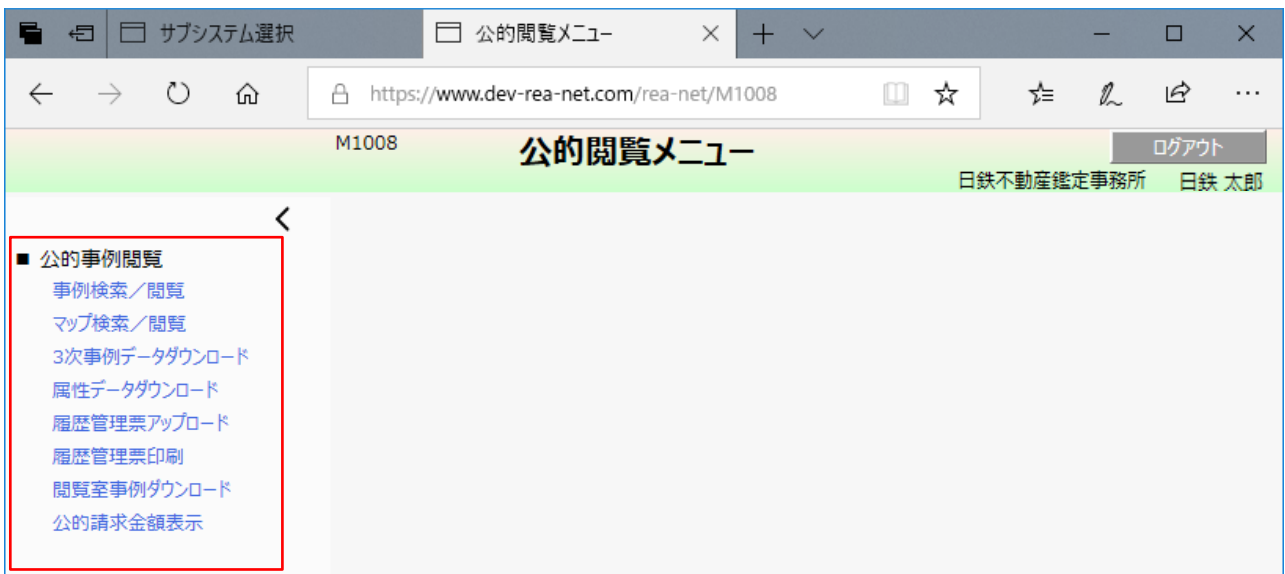 サブシステム選択
公的閲覧メニュー
https://www.dev-rea-net.com/rea-net/M1008
M1008
公的閲覧メニュー
ログアウト
日鉄不動産鑑定事務所 日鉄 太郎
■ 公的事例閲覧
事例検索／閲覧
マップ検索／閲覧
3次事例データダウンロード
属性データダウンロード
履歴管理票アップロード
履歴管理票印刷
閲覧室事例ダウンロード
公的請求金額表示